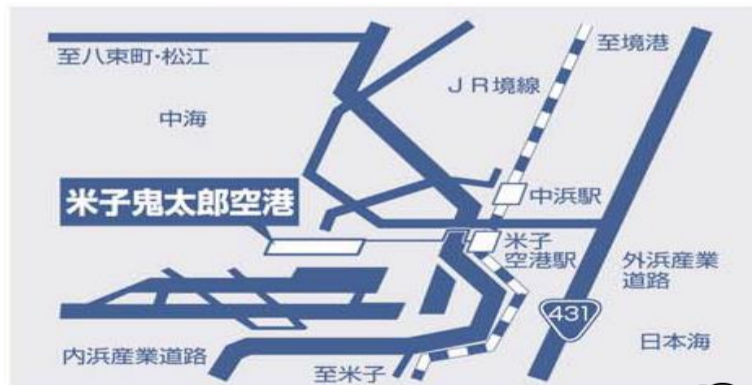 至八束町・松江
中海
JR境線
至境港
米子鬼太郎空港
中浜駅
米子
空港駅
外浜産業
道路
431
日本海
内浜産業道路
至米子